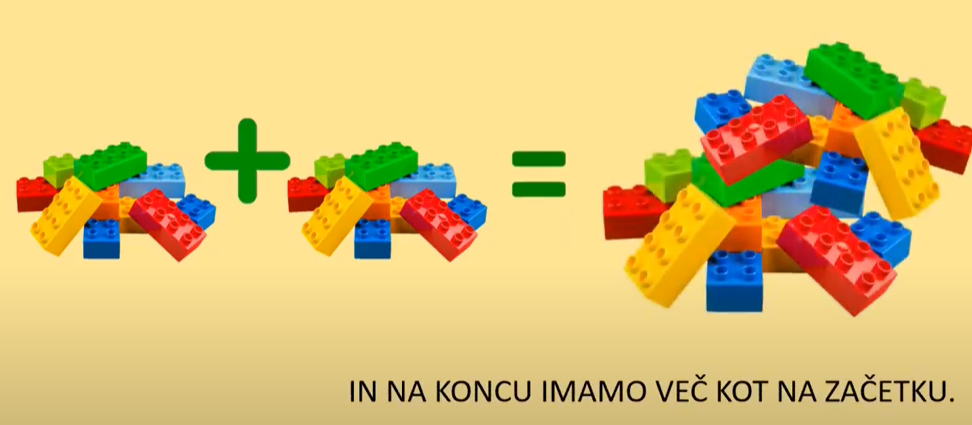 IN NA KONCU IMAMO VEČ KOT NA ZAČETKU.